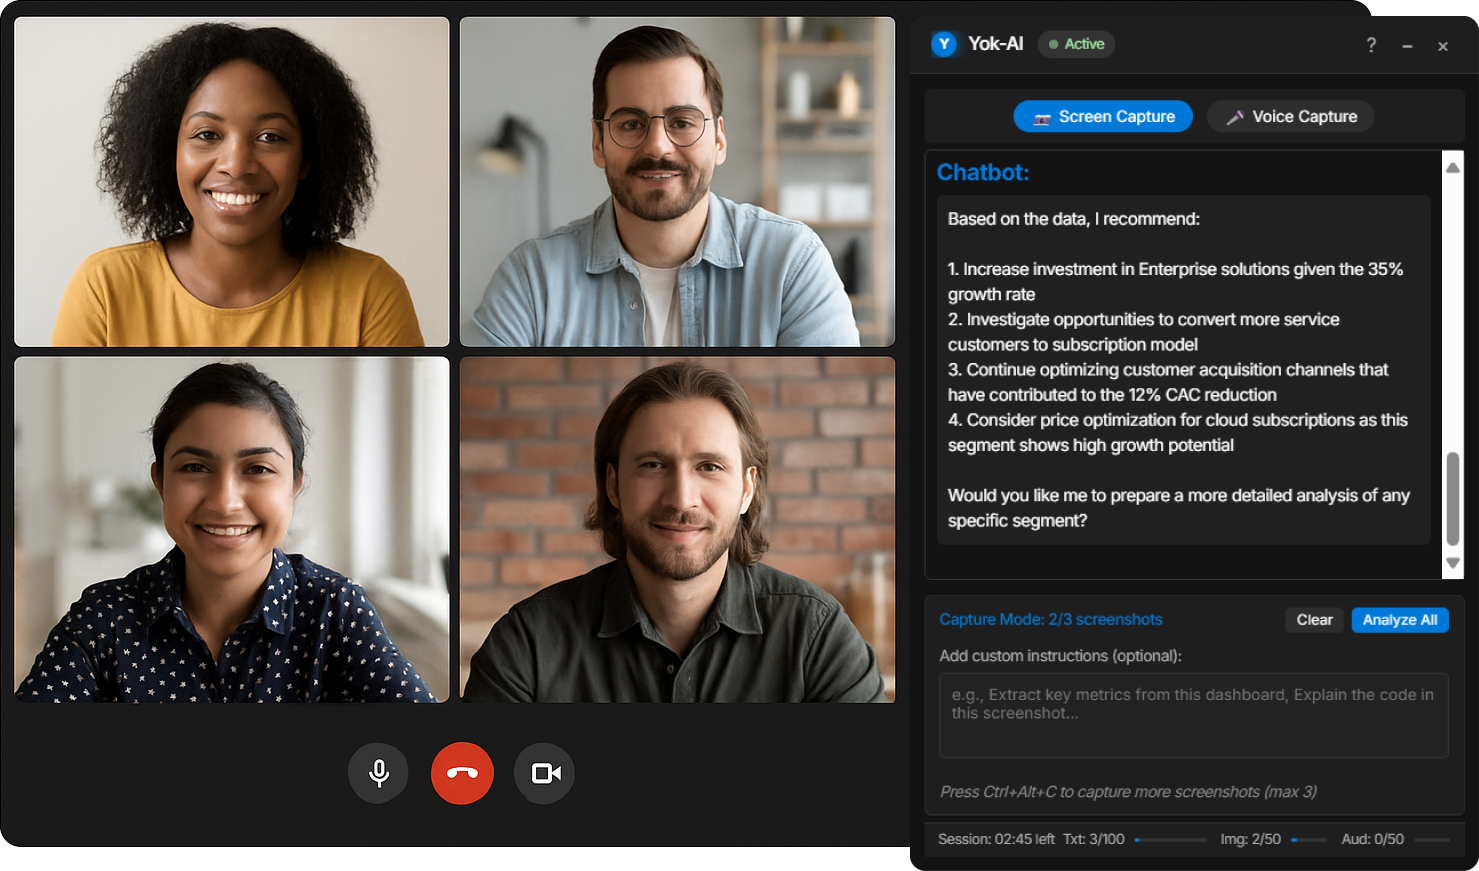 Y Yok-AI Active ? – ×
Screen Capture Voice Capture
Chatbot:
Based on the data, I recommend:
1. Increase investment in Enterprise solutions given the 35%
growth rate
2. Investigate opportunities to convert more service
customers to subscription model
3. Continue optimizing customer acquisition channels that
have contributed to the 12% CAC reduction
4. Consider price optimization for cloud subscriptions as this
segment shows high growth potential
Would you like me to prepare a more detailed analysis of any
specific segment?
Capture Mode: 2/3 screenshots Clear Analyze All
Add custom instructions (optional):
e.g., Extract key metrics from this dashboard, Explain the code in
this screenshot...
Press Ctrl+Alt+C to capture more screenshots (max 3)
Session: 02:45 left Txt: 3/100 Img: 2/50 Aud: 0/50